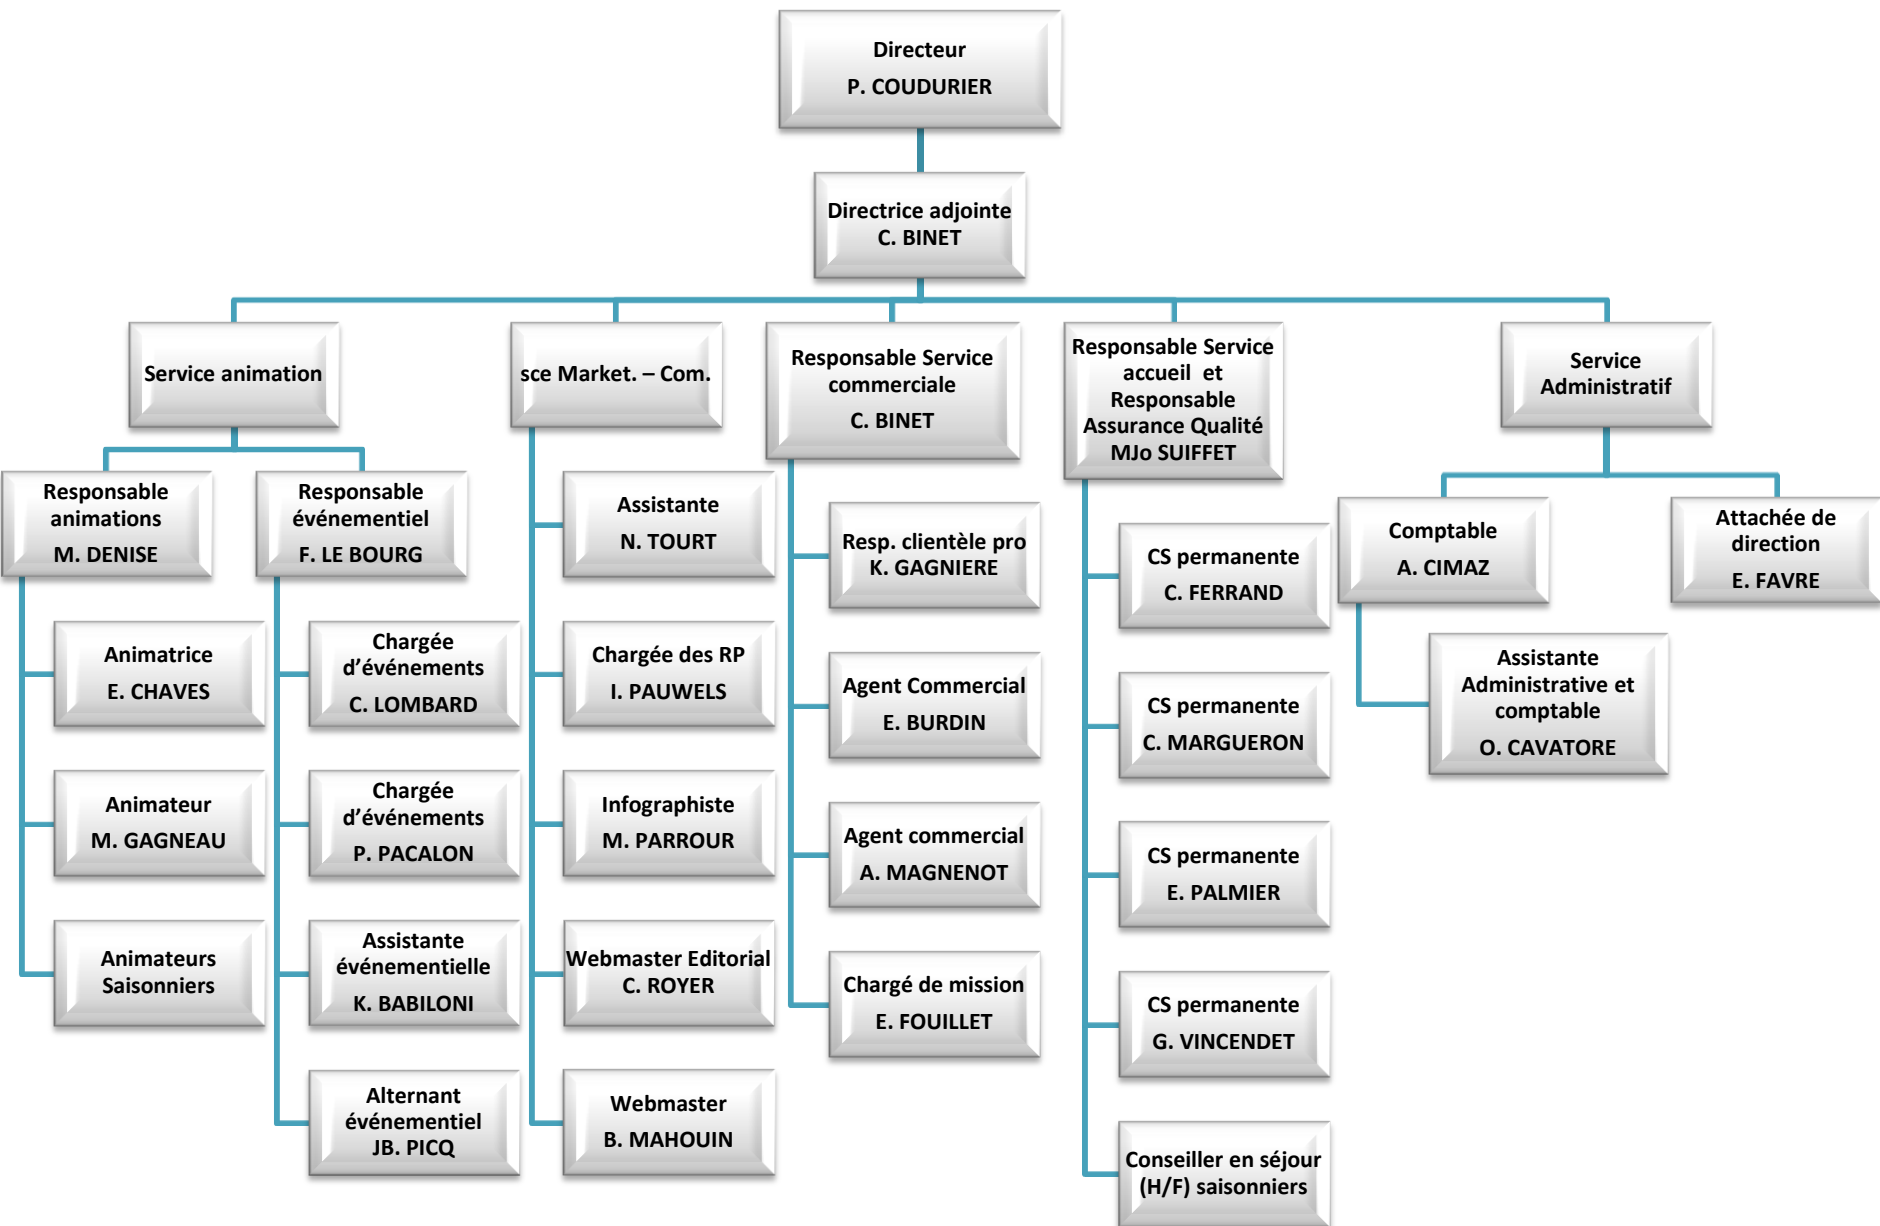 Directeur
P. COUDURIER
Directrice adjointe
C. BINET
Service animation
sce Market. – Com.
Responsable Service
commerciale
C. BINET
Responsable Service
accueil et
Responsable
Assurance Qualité
MJo SUIFFET
Service
Administratif
Responsable
animations
M. DENISE
Animatrice
E. CHAVES
Animateur
M. GAGNEAU
Animateurs
Saisonniers
Responsable
événementiel
F. LE BOURG
Chargée
d’événements
C. LOMBARD
Chargée
d’événements
P. PACALON
Assistante
événementielle
K. BABILONI
Alternant
événementiel
JB. PICQ
Assistante
N. TOURT
Chargée des RP
I. PAUWELS
Infographiste
M. PARROUR
Webmaster Editorial
C. ROYER
Webmaster
B. MAHOUIN
Resp. clientèle pro
K. GAGNIERE
Agent Commercial
E. BURDIN
Agent commercial
A. MAGNENOT
Chargé de mission
E. FOUILLET
CS permanente
C. FERRAND
CS permanente
C. MARGUERON
CS permanente
E. PALMIER
CS permanente
G. VINCENDET
Conseiller en séjour
(H/F) saisonniers
Comptable
A. CIMAZ
Assistante
Administrative et
comptable
O. CAVATORE
Attachée de
direction
E. FAVRE